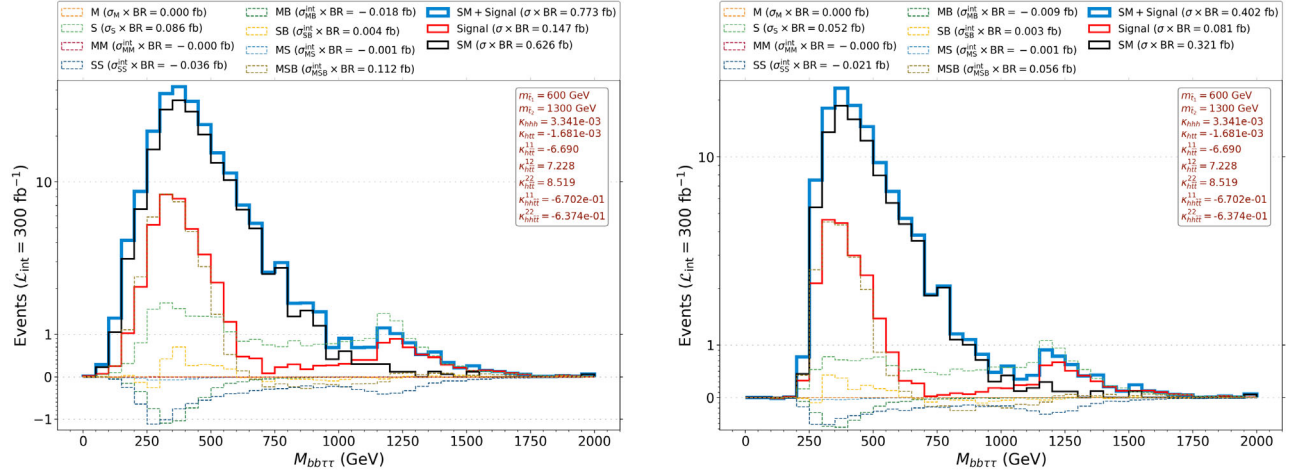 M (σ_M × BR = 0.000 fb)
S (σ_S × BR = 0.086 fb)
MM (σ^int_MM × BR = −0.000 fb)
SS (σ^int_SS × BR = −0.036 fb)
MB (σ^int_MB × BR = −0.018 fb)
SB (σ^int_SB × BR = 0.004 fb)
MS (σ^int_MS × BR = −0.001 fb)
MSB (σ^int_MSB × BR = 0.112 fb)
SM + Signal (σ × BR = 0.773 fb)
Signal (σ × BR = 0.147 fb)
SM (σ × BR = 0.626 fb)
m_t̃₁ = 600 GeV
m_t̃₂ = 1300 GeV
κ_hhh = 3.341e-03
κ_htt = -1.681e-03
κ^11_ht̃t̃ = -6.690
κ^12_ht̃t̃ = 7.228
κ^22_ht̃t̃ = 8.519
κ^11_hht̃t̃ = -6.702e-01
κ^22_hht̃t̃ = -6.374e-01
Events (ℒ_int = 300 fb⁻¹)
10
1
0
−1
0 250 500 750 1000 1250 1500 1750 2000
M_bbττ (GeV)
M (σ_M × BR = 0.000 fb)
S (σ_S × BR = 0.052 fb)
MM (σ^int_MM × BR = −0.000 fb)
SS (σ^int_SS × BR = −0.021 fb)
MB (σ^int_MB × BR = −0.009 fb)
SB (σ^int_SB × BR = 0.003 fb)
MS (σ^int_MS × BR = −0.001 fb)
MSB (σ^int_MSB × BR = 0.056 fb)
SM + Signal (σ × BR = 0.402 fb)
Signal (σ × BR = 0.081 fb)
SM (σ × BR = 0.321 fb)
m_t̃₁ = 600 GeV
m_t̃₂ = 1300 GeV
κ_hhh = 3.341e-03
κ_htt = -1.681e-03
κ^11_ht̃t̃ = -6.690
κ^12_ht̃t̃ = 7.228
κ^22_ht̃t̃ = 8.519
κ^11_hht̃t̃ = -6.702e-01
κ^22_hht̃t̃ = -6.374e-01
Events (ℒ_int = 300 fb⁻¹)
10
1
0
0 250 500 750 1000 1250 1500 1750 2000
M_bbττ (GeV)